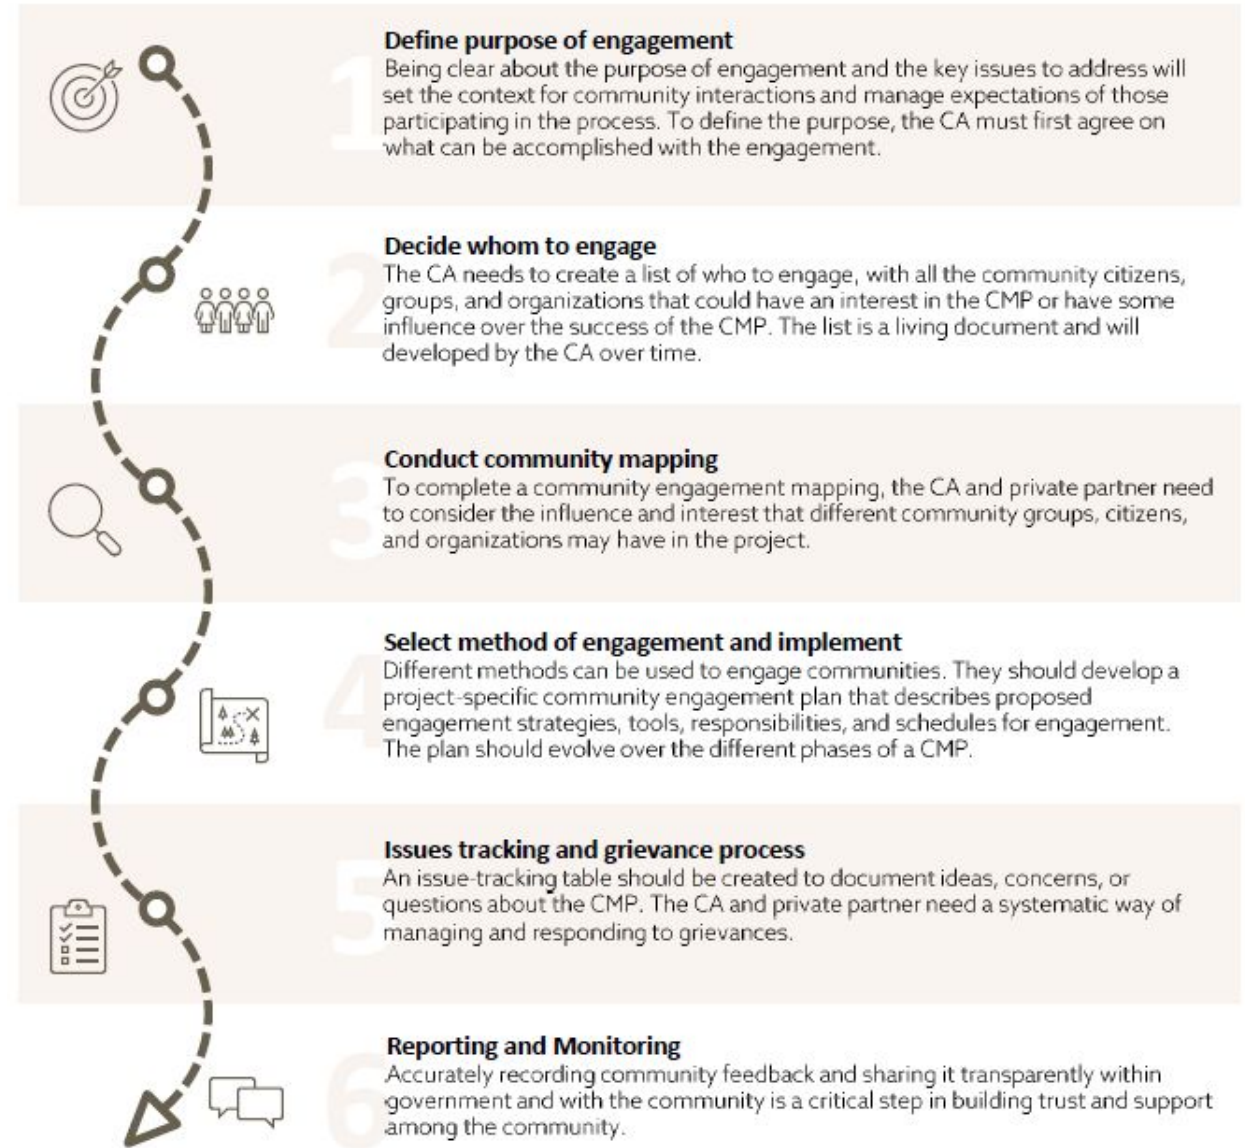 1
Define purpose of engagement
Being clear about the purpose of engagement and the key issues to address will
set the context for community interactions and manage expectations of those
participating in the process. To define the purpose, the CA must first agree on
what can be accomplished with the engagement.
2
Decide whom to engage
The CA needs to create a list of who to engage, with all the community citizens,
groups, and organizations that could have an interest in the CMP or have some
influence over the success of the CMP. The list is a living document and will
developed by the CA over time.
3
Conduct community mapping
To complete a community engagement mapping, the CA and private partner need
to consider the influence and interest that different community groups, citizens,
and organizations may have in the project.
4
Select method of engagement and implement
Different methods can be used to engage communities. They should develop a
project-specific community engagement plan that describes proposed
engagement strategies, tools, responsibilities, and schedules for engagement.
The plan should evolve over the different phases of a CMP.
5
Issues tracking and grievance process
An issue-tracking table should be created to document ideas, concerns, or
questions about the CMP. The CA and private partner need a systematic way of
managing and responding to grievances.
6
Reporting and Monitoring
Accurately recording community feedback and sharing it transparently within
government and with the community is a critical step in building trust and support
among the community.